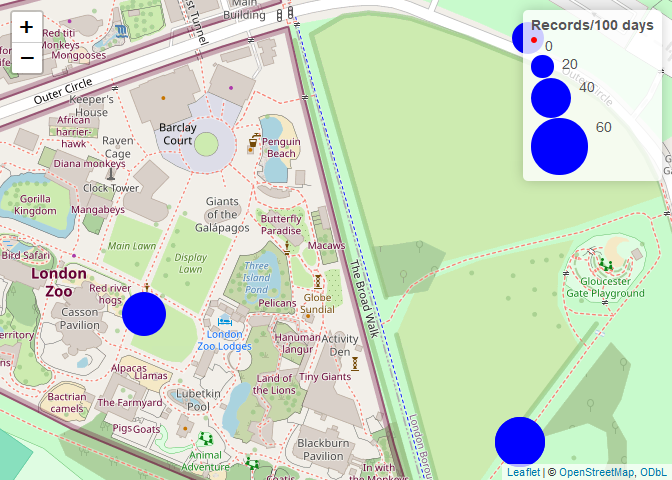 +
−
Main
Building
st Tunnel
Red titi
Monkeys
Mongooses
Outer Circle
Keeper's
House
African
harrier-
hawk
Raven
Cage
Diana monkeys
Clock Tower
Barclay
Court
Penguin
Beach
Gorilla
Kingdom
Mangabeys
Giants
of the
Galápagos
Butterfly
Paradise
Macaws
Main Lawn
Display
Lawn
Bird Safari
London
Zoo
Three
Island
Pond
Red river
hogs
Pelicans
Globe
Sundial
The Broad Walk
Casson
Pavilion
London
Zoo Lodges
Hanuman
langur
Activity
Den
erritory
Alpacas
Llamas
Land of
the Lions
Tiny Giants
Bactrian
camels
The Farmyard
Lubetkin
Pool
Pigs
Goats
Animal
Adventure
Blackburn
Pavilion
Coatis
In with
the Monkeys
London Borou
Gloucester
Gate Playground
Outer Circle
Records/100 days
0
20
40
60
Leaflet | © OpenStreetMap, ODbL